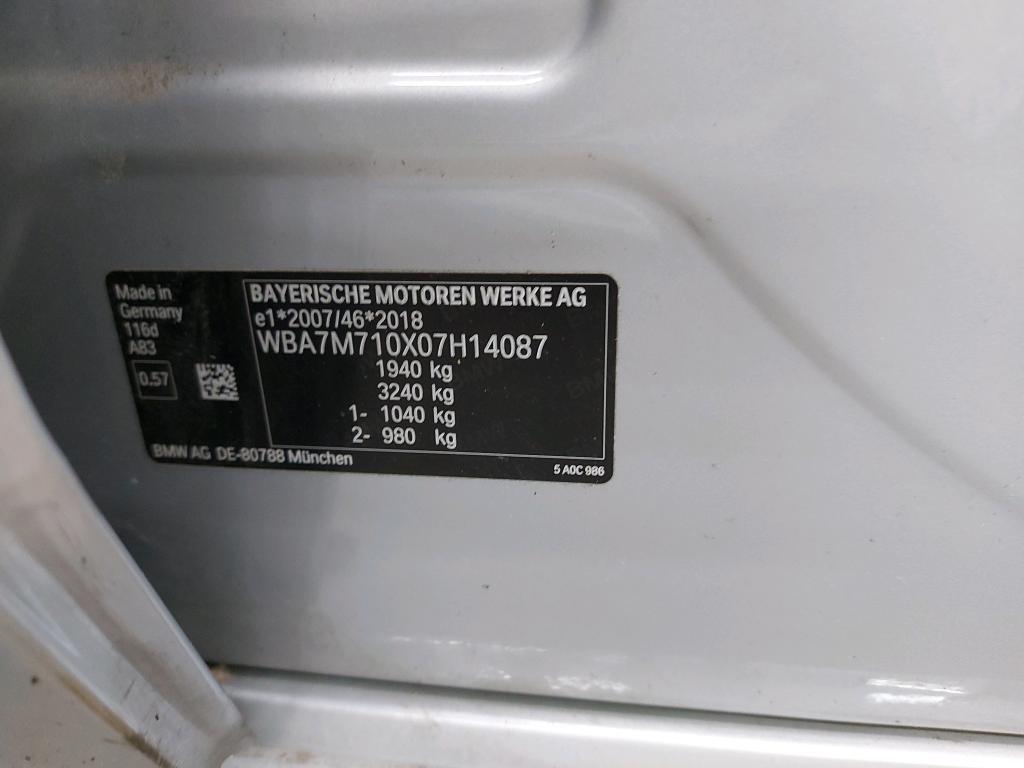 Made in
Germany
116d
A83
0.57
BAYERISCHE MOTOREN WERKE AG
e1*2007/46*2018
WBA7M710X07H14087
1940 kg
3240 kg
1- 1040 kg
2- 980 kg
BMW AG DE-80788 München
5 A0C 986